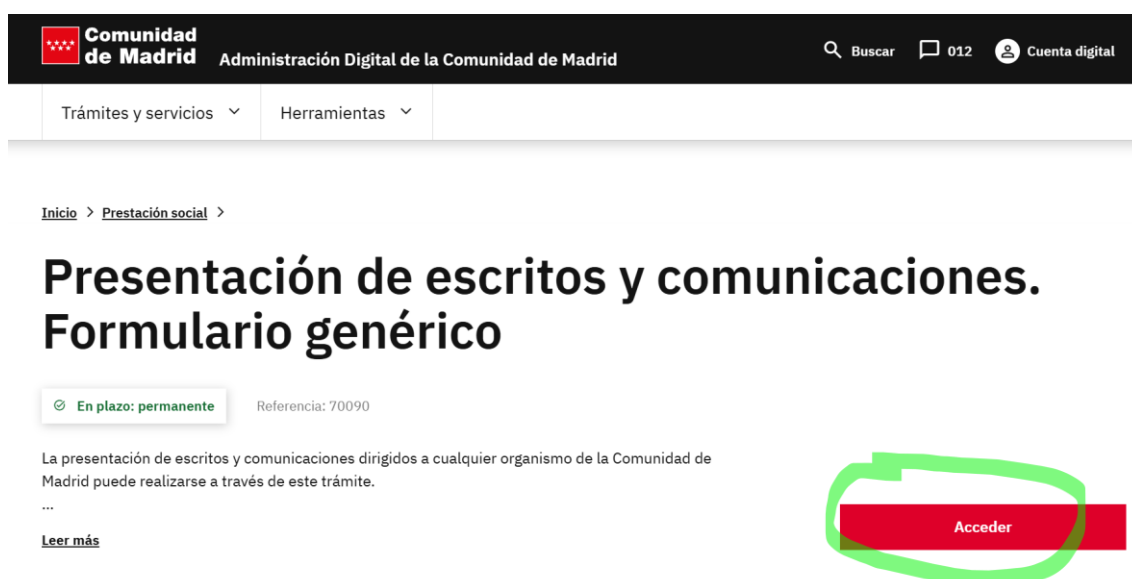 Comunidad
de Madrid
Administración Digital de la Comunidad de Madrid
Buscar
012
Cuenta digital
Trámites y servicios
Herramientas
Inicio > Prestación social >
Presentación de escritos y comunicaciones.
Formulario genérico
En plazo: permanente
Referencia: 70090
La presentación de escritos y comunicaciones dirigidos a cualquier organismo de la Comunidad de
Madrid puede realizarse a través de este trámite.
...
Leer más
Acceder